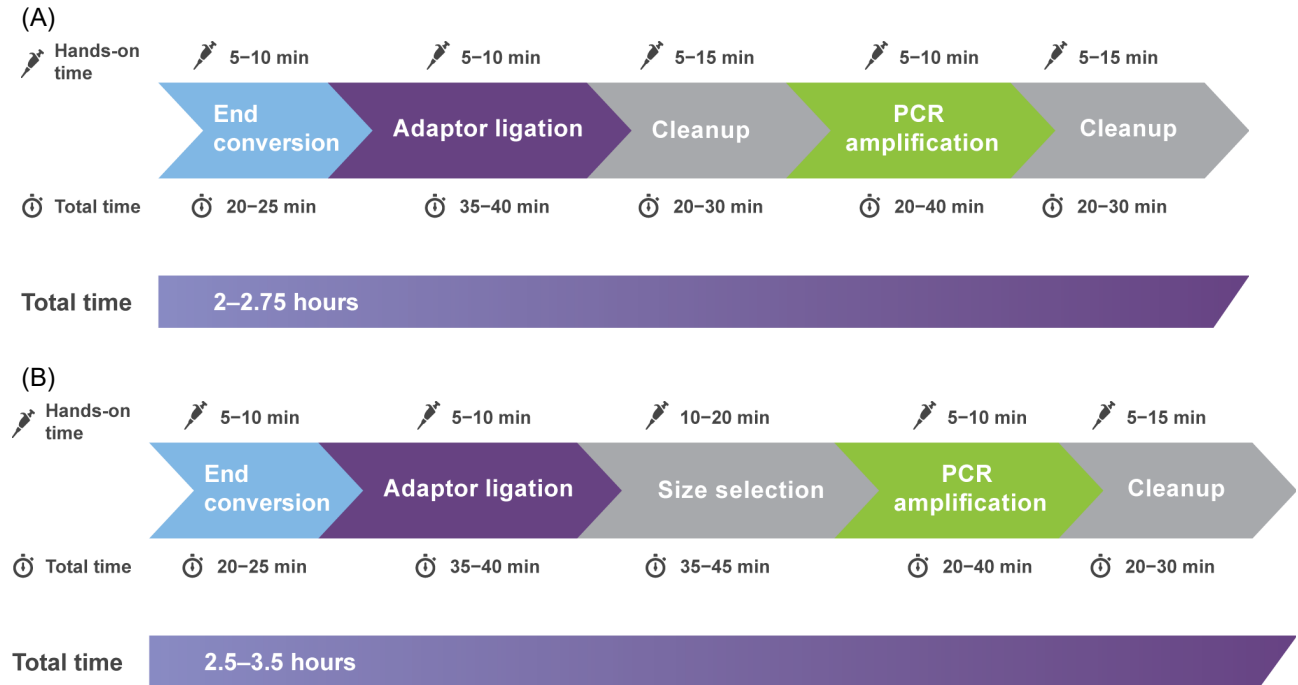 (A)
Hands-on
time
5–10 min
5–10 min
5–15 min
5–10 min
5–15 min
End
conversion
Adaptor ligation
Cleanup
PCR
amplification
Cleanup
Total time
20–25 min
35–40 min
20–30 min
20–40 min
20–30 min
Total time
2–2.75 hours
(B)
Hands-on
time
5–10 min
5–10 min
10–20 min
5–10 min
5–15 min
End
conversion
Adaptor ligation
Size selection
PCR
amplification
Cleanup
Total time
20–25 min
35–40 min
35–45 min
20–40 min
20–30 min
Total time
2.5–3.5 hours